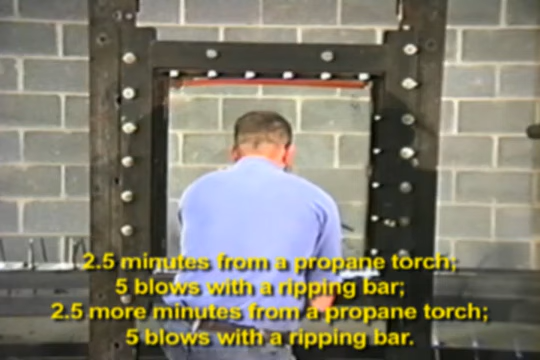 2.5 minutes from a propane torch;
5 blows with a ripping bar;
2.5 more minutes from a propane torch;
5 blows with a ripping bar.